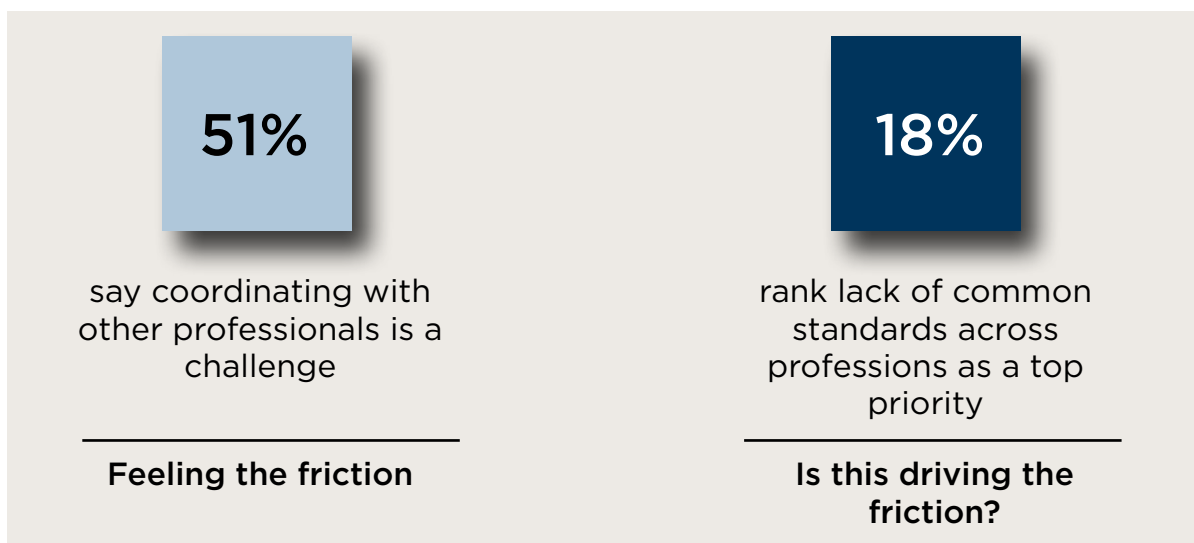 51%
say coordinating with
other professionals is a
challenge
Feeling the friction
18%
rank lack of common
standards across
professions as a top
priority
Is this driving the
friction?